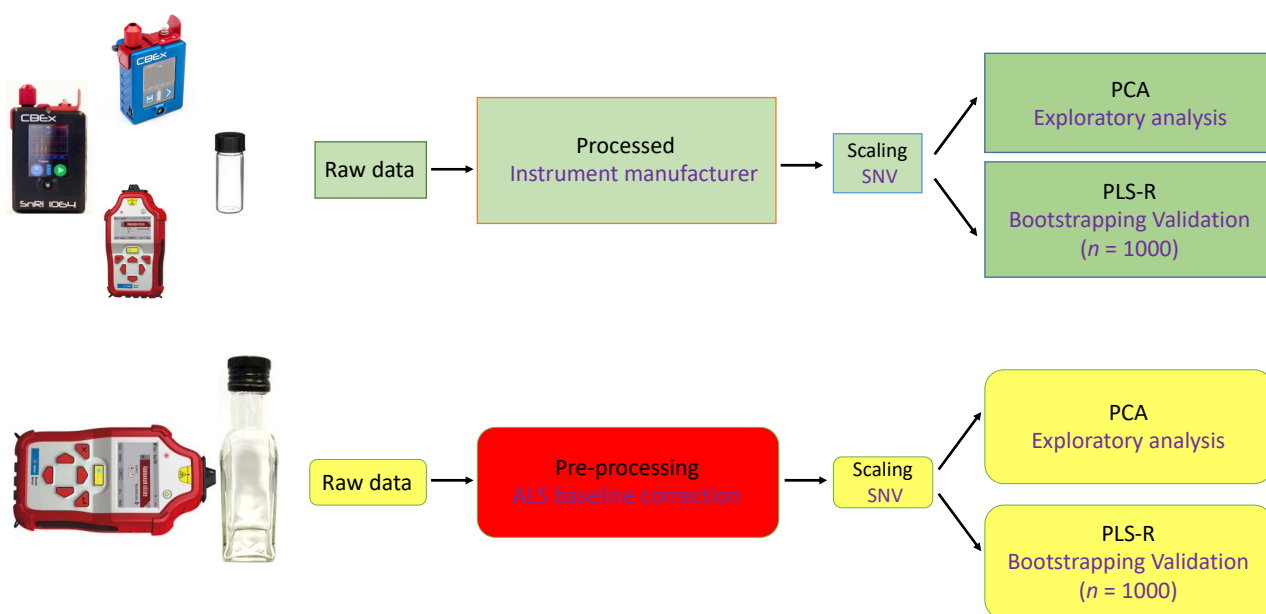 CBEx
CBEx
SnRI 1064
Raw data
Processed
Instrument manufacturer
Scaling
SNV
PCA
Exploratory analysis
PLS-R
Bootstrapping Validation
(n = 1000)
Raw data
Pre-processing
ALS baseline correction
Scaling
SNV
PCA
Exploratory analysis
PLS-R
Bootstrapping Validation
(n = 1000)